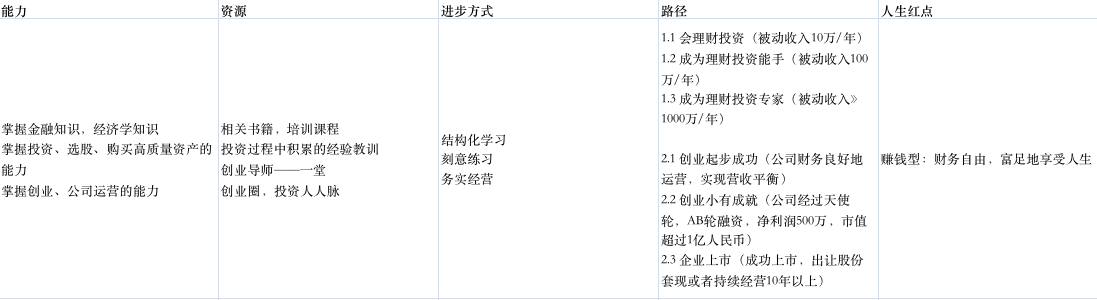 能力
资源
进步方式
路径
人生红点
掌握金融知识，经济学知识
掌握投资、选股、购买高质量资产的
能力
掌握创业、公司运营的能力
相关书籍，培训课程
投资过程中积累的经验教训
创业导师——一堂
创业圈，投资人人脉
结构化学习
刻意练习
务实经营
1.1 会理财投资（被动收入10万/年）
1.2 成为理财投资能手（被动收入100
万/年）
1.3 成为理财投资专家（被动收入》
1000万/年）
2.1 创业起步成功（公司财务良好地
运营，实现营收平衡）
2.2 创业小有成就（公司经过天使
轮，AB轮融资，净利润500万，市值
超过1亿人民币）
2.3 企业上市（成功上市，出让股份
套现或者持续经营10年以上）
赚钱型：财务自由，富足地享受人生